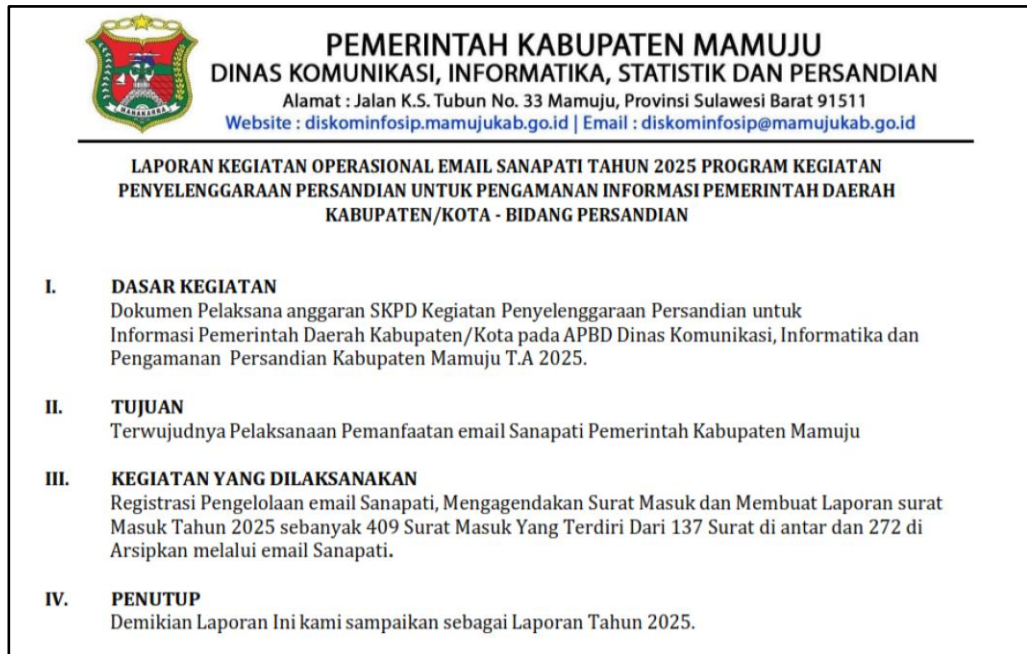 PEMERINTAH KABUPATEN MAMUJU
DINAS KOMUNIKASI, INFORMATIKA, STATISTIK DAN PERSANDIAN
Alamat : Jalan K.S. Tubun No. 33 Mamuju, Provinsi Sulawesi Barat 91511
Website : diskominfosip.mamujukab.go.id | Email : diskominfosip@mamujukab.go.id
MANAKARRA
LAPORAN KEGIATAN OPERASIONAL EMAIL SANAPATI TAHUN 2025 PROGRAM KEGIATAN
PENYELENGGARAAN PERSANDIAN UNTUK PENGAMANAN INFORMASI PEMERINTAH DAERAH
KABUPATEN/KOTA - BIDANG PERSANDIAN
I. DASAR KEGIATAN
Dokumen Pelaksana anggaran SKPD Kegiatan Penyelenggaraan Persandian untuk
Informasi Pemerintah Daerah Kabupaten/Kota pada APBD Dinas Komunikasi, Informatika dan
Pengamanan Persandian Kabupaten Mamuju T.A 2025.
II. TUJUAN
Terwujudnya Pelaksanaan Pemanfaatan email Sanapati Pemerintah Kabupaten Mamuju
III. KEGIATAN YANG DILAKSANAKAN
Registrasi Pengelolaan email Sanapati, Mengagendakan Surat Masuk dan Membuat Laporan surat
Masuk Tahun 2025 sebanyak 409 Surat Masuk Yang Terdiri Dari 137 Surat di antar dan 272 di
Arsipkan melalui email Sanapati.
IV. PENUTUP
Demikian Laporan Ini kami sampaikan sebagai Laporan Tahun 2025.